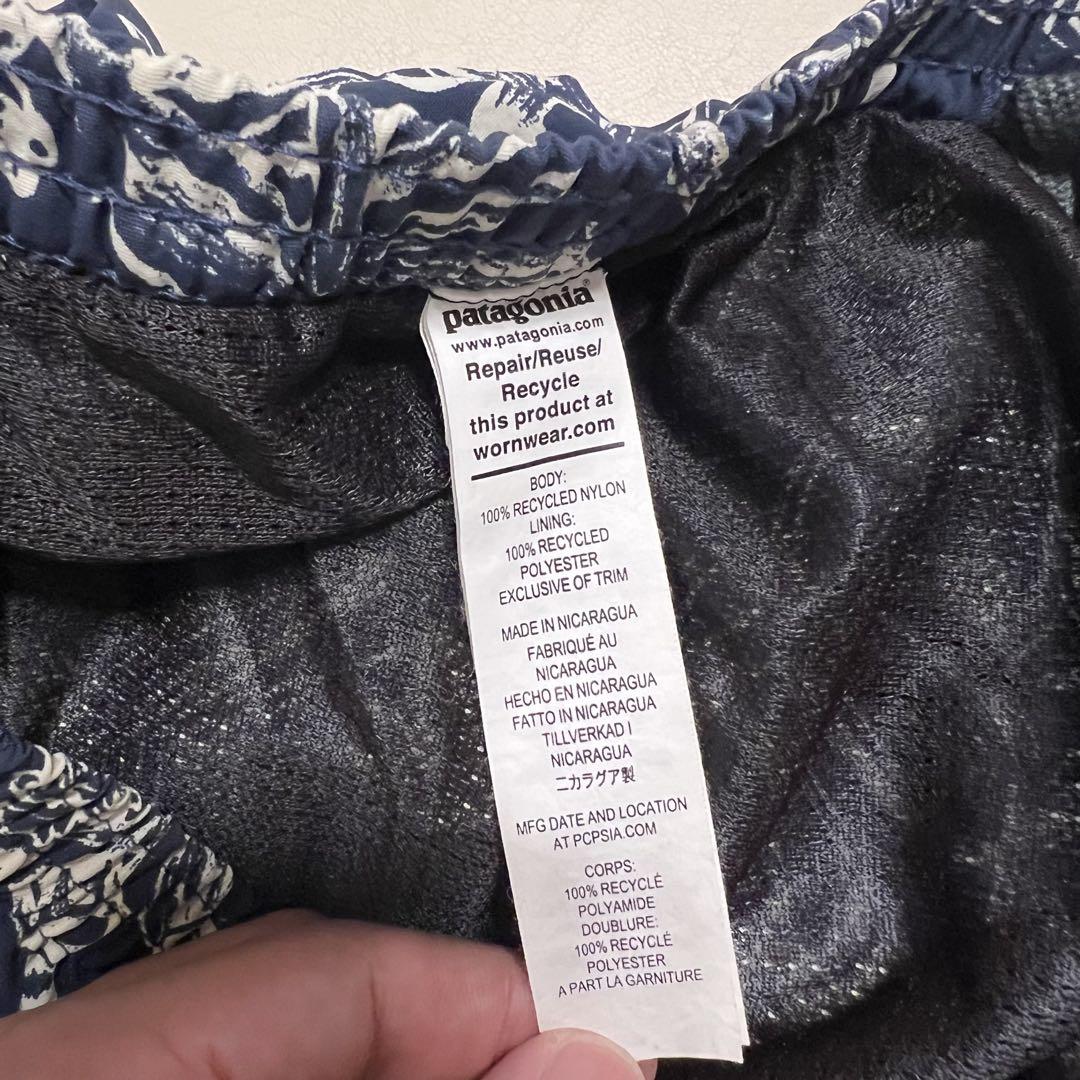 patagonia®
www.patagonia.com
Repair/Reuse/
Recycle
this product at
wornwear.com
BODY:
100% RECYCLED NYLON
LINING:
100% RECYCLED
POLYESTER
EXCLUSIVE OF TRIM
MADE IN NICARAGUA
FABRIQUÉ AU
NICARAGUA
HECHO EN NICARAGUA
FATTO IN NICARAGUA
TILLVERKAD I
NICARAGUA
ニカラグア製
MFG DATE AND LOCATION
AT PCPSIA.COM
CORPS:
100% RECYCLÉ
POLYAMIDE
DOUBLURE:
100% RECYCLÉ
POLYESTER
A PART LA GARNITURE